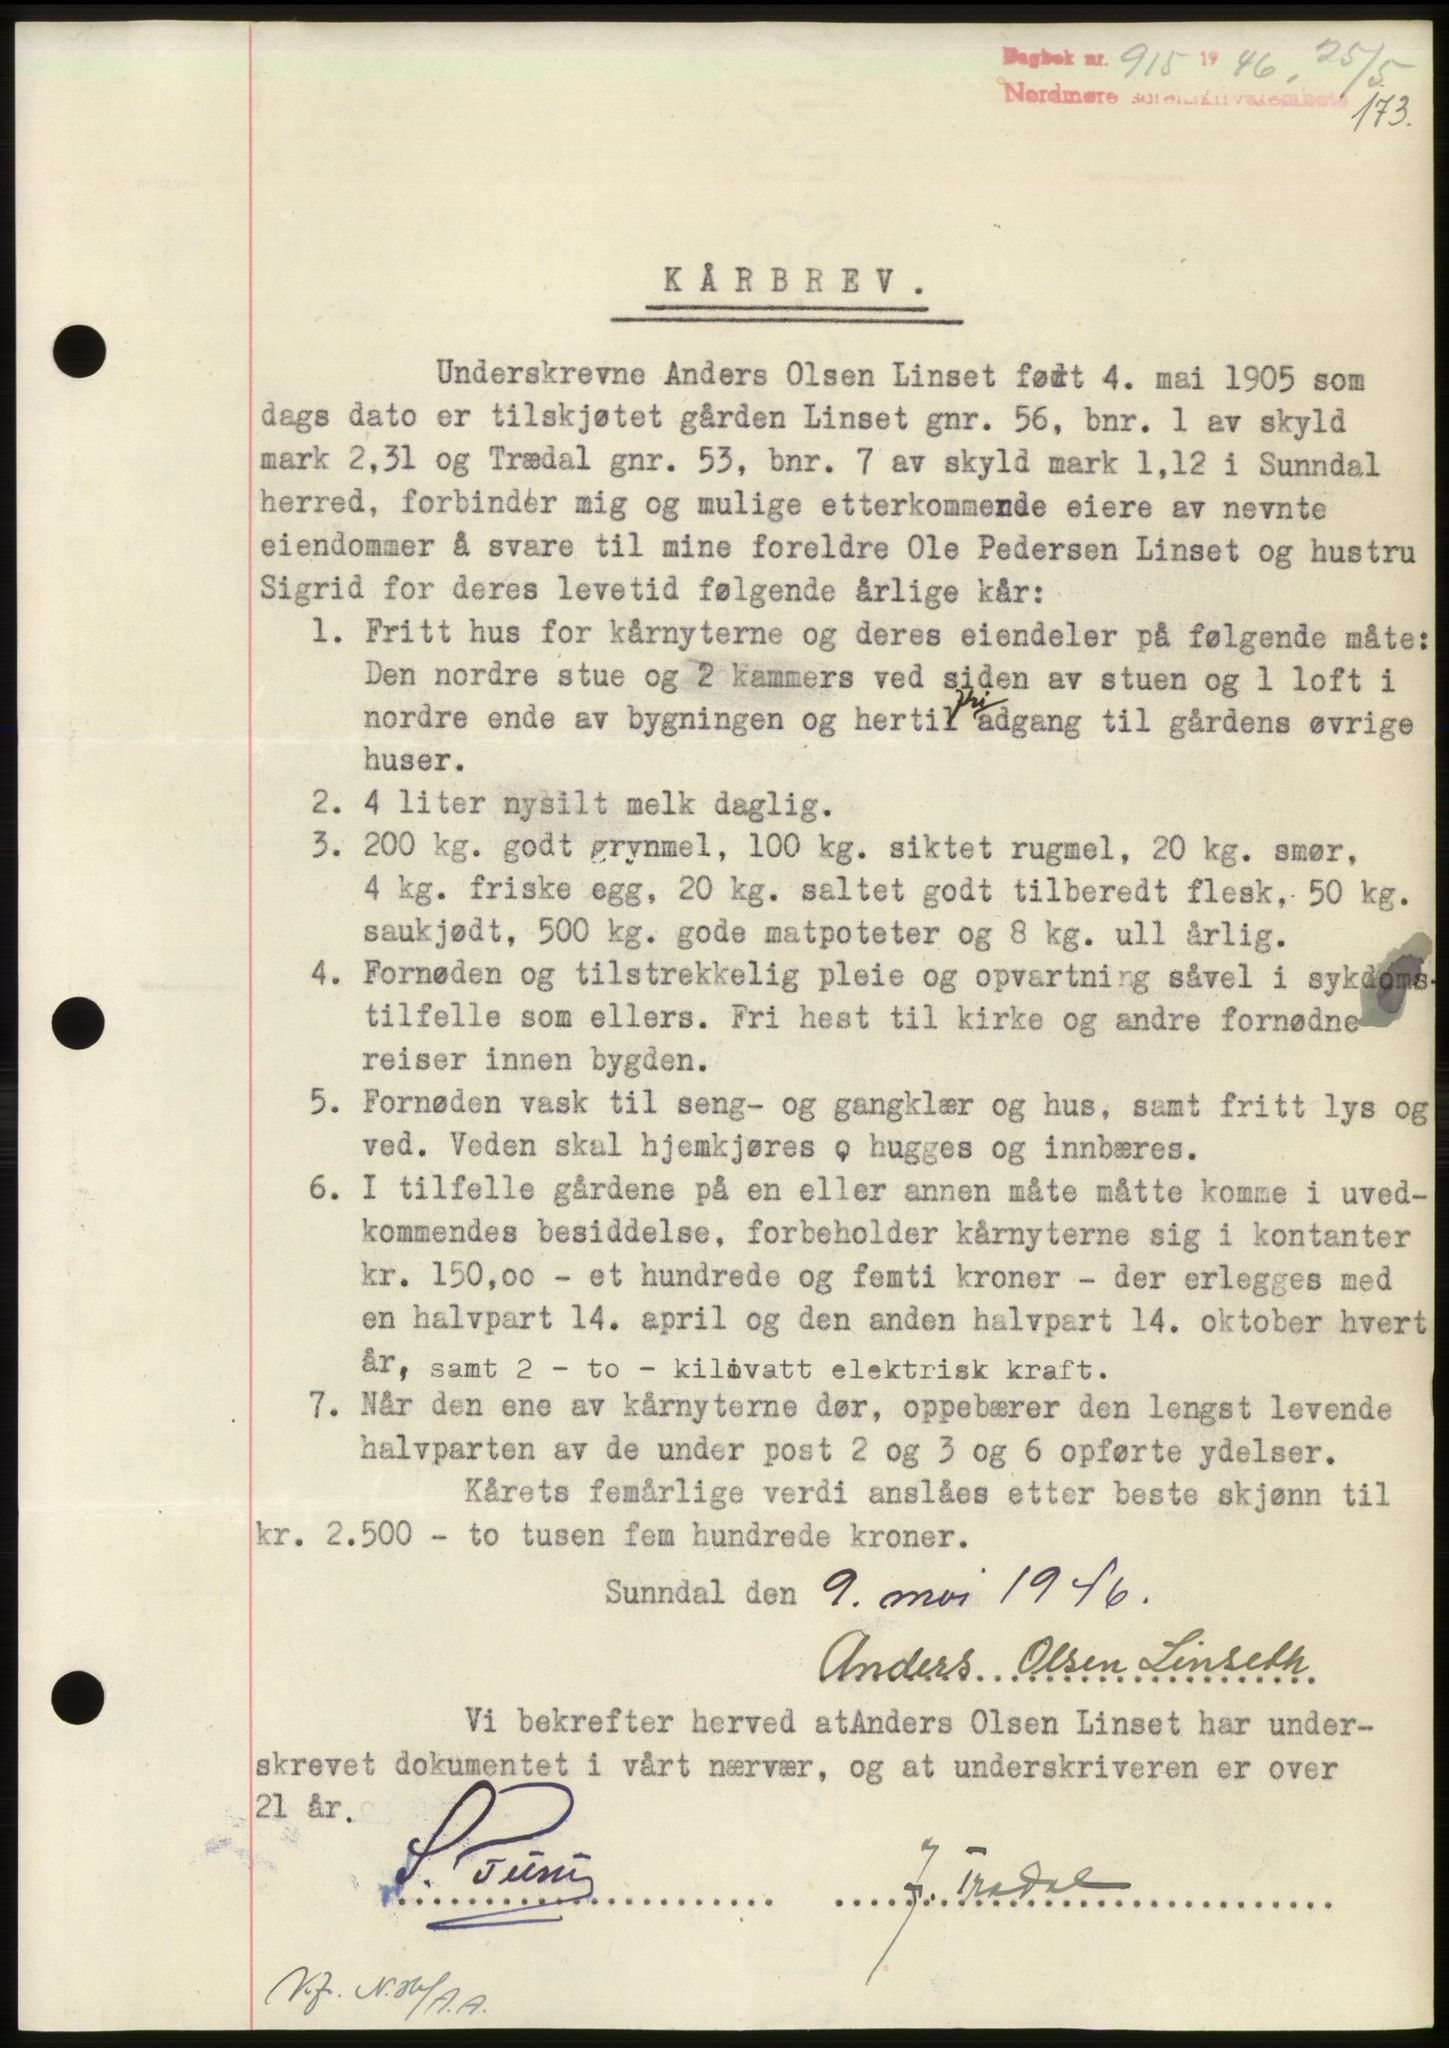 Dagbok nr. 915 1946. 25/5
Nordmøre sorenskriverembete
173.
KÅRBREV.
Underskrevne Anders Olsen Linset født 4. mai 1905 som
dags dato er tilskjøtet gården Linset gnr. 56, bnr. 1 av skyld
mark 2,31 og Trædal gnr. 53, bnr. 7 av skyld mark 1,12 i Sunndal
herred, forbinder mig og mulige etterkommende eiere av nevnte
eiendommer å svare til mine foreldre Ole Pedersen Linset og hustru
Sigrid for deres levetid følgende årlige kår:
1. Fritt hus for kårnyterne og deres eiendeler på følgende måte:
Den nordre stue og 2 kammers ved siden av stuen og 1 loft i
nordre ende av bygningen og hertil fri adgang til gårdens øvrige
huser.
2. 4 liter nysilt melk daglig.
3. 200 kg. godt grynmel, 100 kg. siktet rugmel, 20 kg. smør,
4 kg. friske egg, 20 kg. saltet godt tilberedt flesk, 50 kg.
saukjødt, 500 kg. gode matpoteter og 8 kg. ull årlig.
4. Fornøden og tilstrekkelig pleie og opvartning såvel i sykdoms-
tilfelle som ellers. Fri hest til kirke og andre fornødne
reiser innen bygden.
5. Fornøden vask til seng- og gangklær og hus, samt fritt lys og
ved. Veden skal hjemkjøres o hugges og innbæres.
6. I tilfelle gårdene på en eller annen måte måtte komme i uved-
kommendes besiddelse, forbeholder kårnyterne sig i kontanter
kr. 150,oo - et hundrede og femti kroner - der erlegges med
en halvpart 14. april og den anden halvpart 14. oktober hvert
år, samt 2 - to - kilovatt elektrisk kraft.
7. Når den ene av kårnyterne dør, oppebærer den lengst levende
halvparten av de under post 2 og 3 og 6 opførte ydelser.
Kårets femårlige verdi anslåes etter beste skjønn til
kr. 2.500 - to tusen fem hundrede kroner.
Sunndal den 9. mai 1946.
Anders Olsen Linseth
Vi bekrefter herved atAnders Olsen Linset har under-
skrevet dokumentet i vårt nærvær, og at underskriveren er over
21 år.
J. Trædal